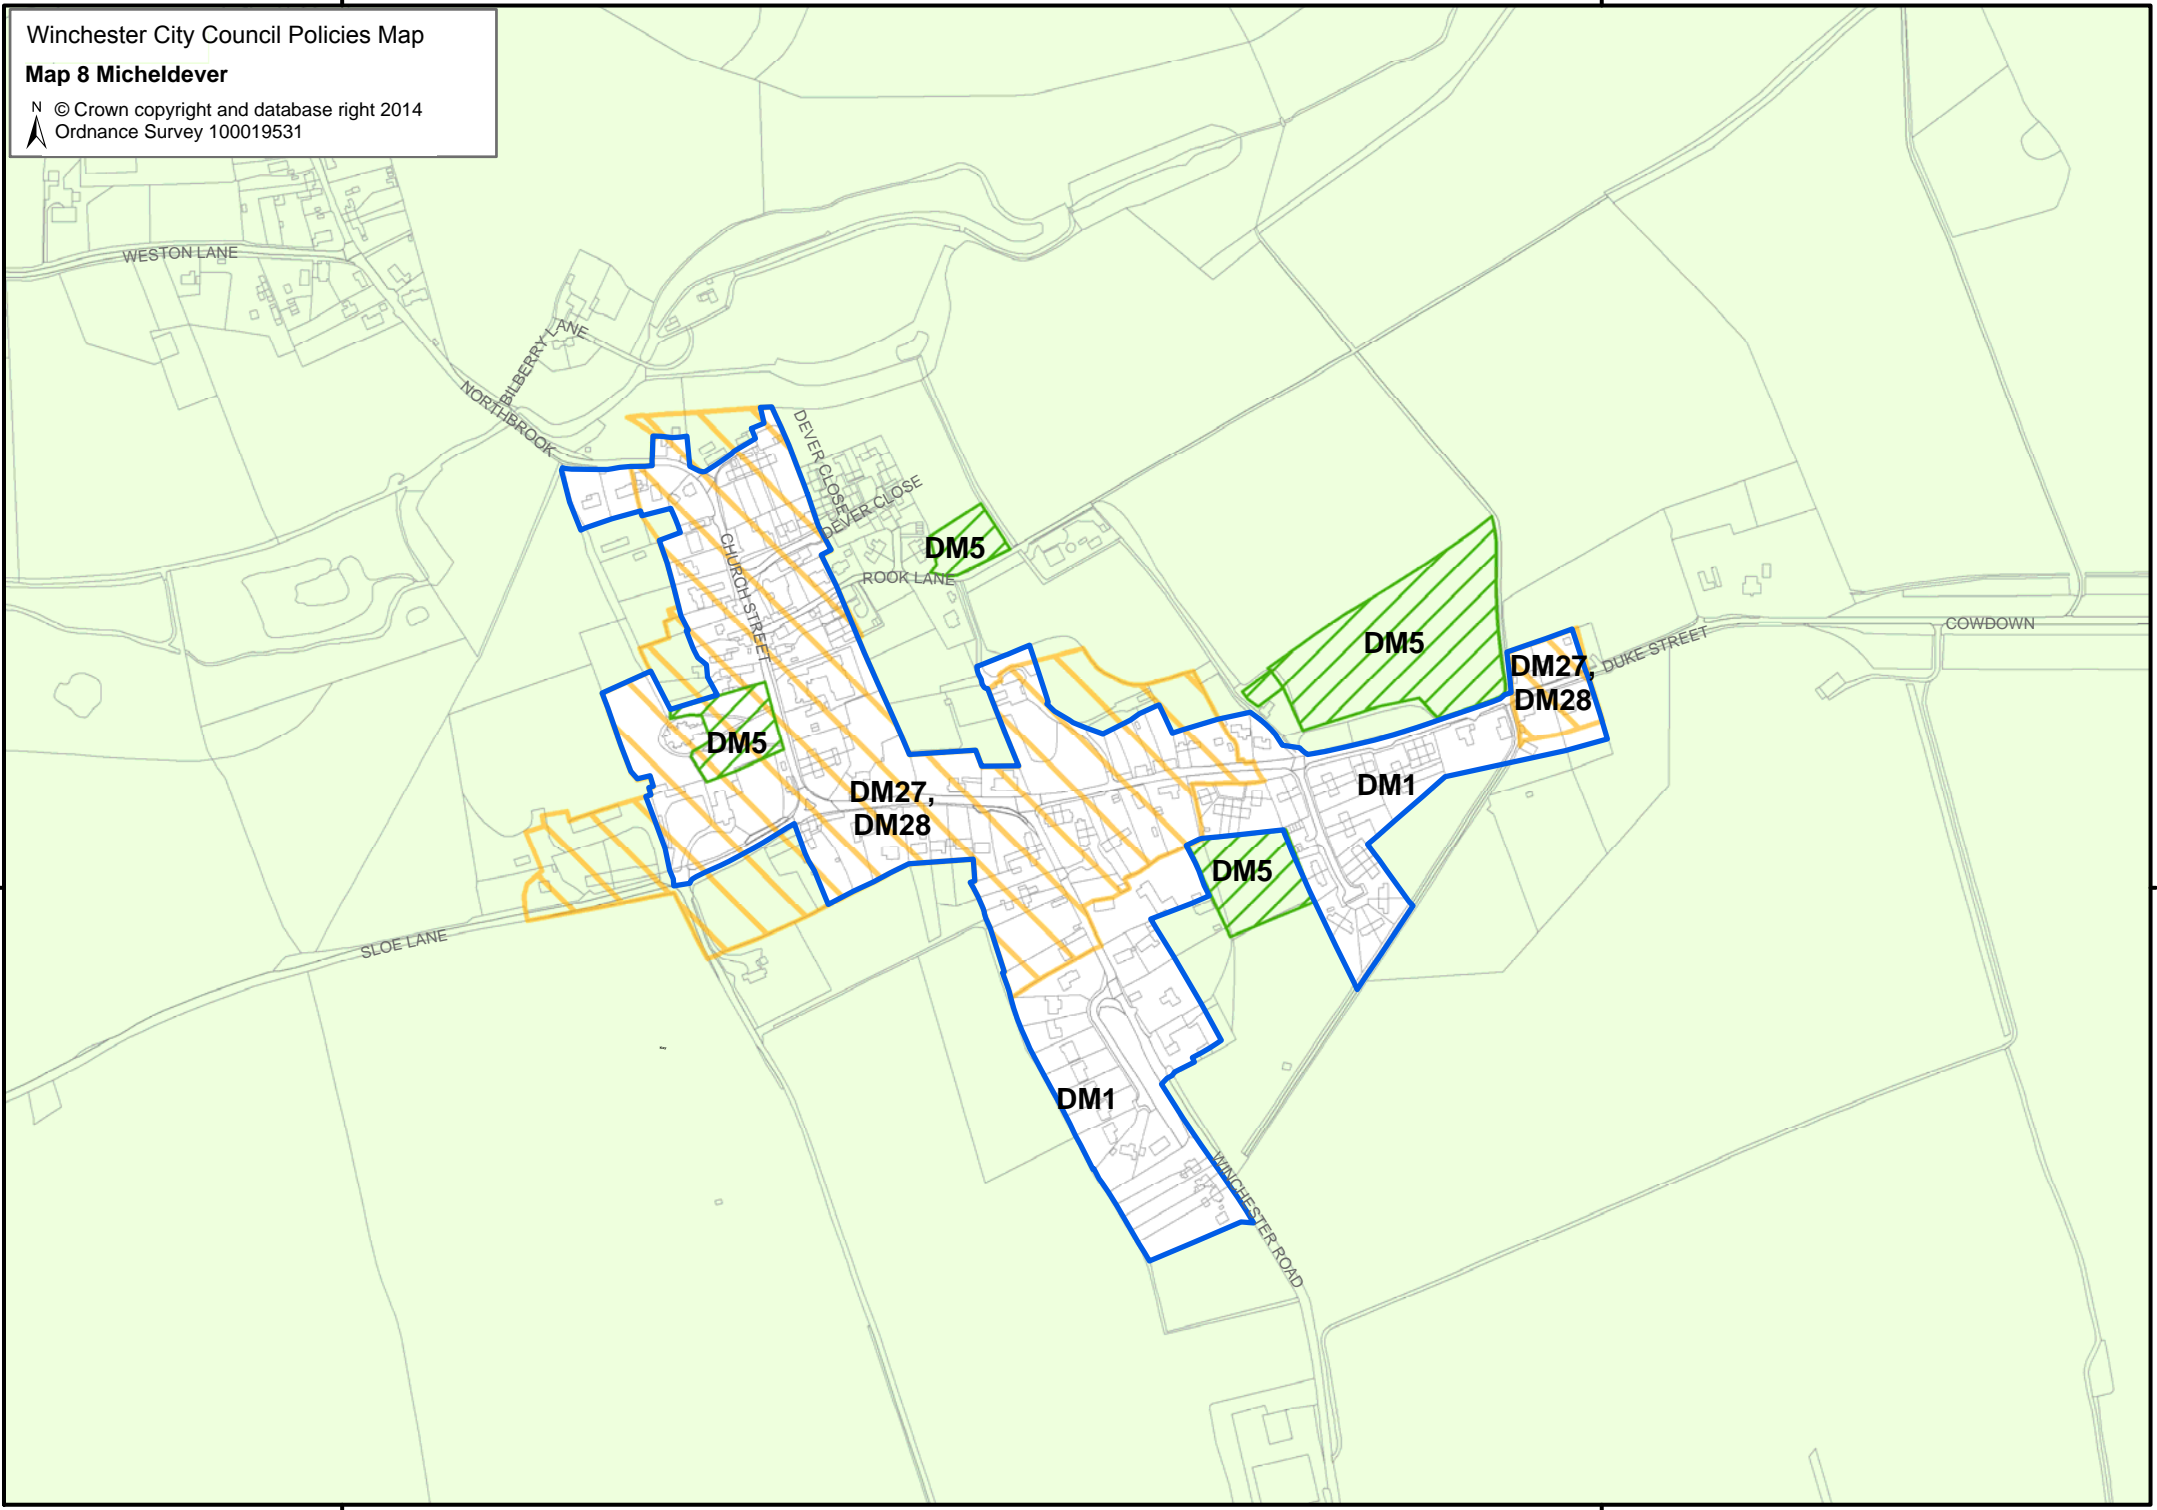 Winchester City Council Policies Map
Map 8 Micheldever
N
© Crown copyright and database right 2014
Ordnance Survey 100019531
WESTON LANE
BILBERRY LANE
NORTHBROOK
DEVER CLOSE
DEVER CLOSE
CHURCH STREET
DM5
ROOK LANE
DM5
COWDOWN
DUKE STREET
DM27,
DM28
DM5
DM27,
DM28
DM1
DM5
SLOE LANE
DM1
WINCHESTER ROAD